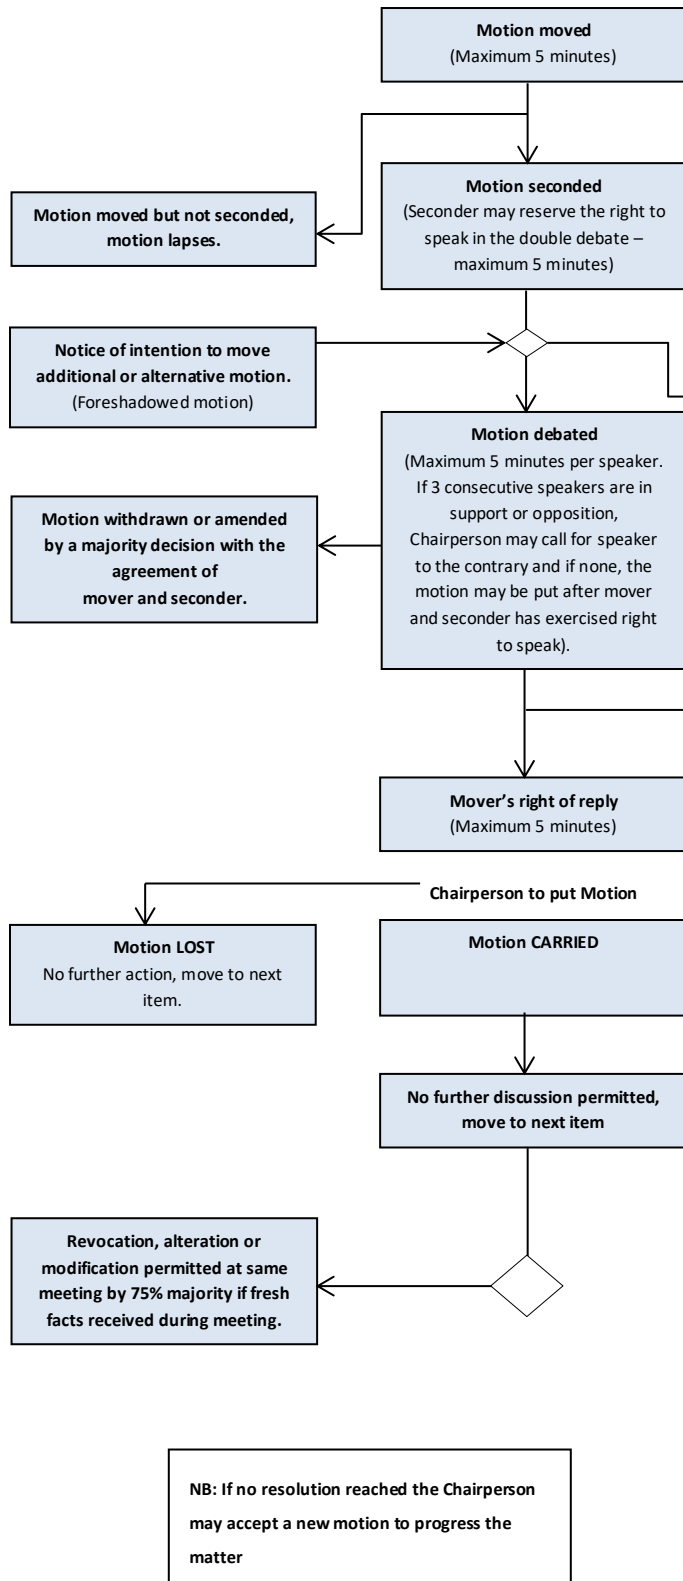 Motion moved
(Maximum 5 minutes)
Motion seconded
(Seconder may reserve the right to
speak in the double debate –
maximum 5 minutes)
Motion moved but not seconded,
motion lapses.
Notice of intention to move
additional or alternative motion.
(Foreshadowed motion)
Motion debated
(Maximum 5 minutes per speaker.
If 3 consecutive speakers are in
support or opposition,
Chairperson may call for speaker
to the contrary and if none, the
motion may be put after mover
and seconder has exercised right
to speak).
Motion withdrawn or amended
by a majority decision with the
agreement of
mover and seconder.
Mover’s right of reply
(Maximum 5 minutes)
Chairperson to put Motion
Motion LOST
No further action, move to next
item.
Motion CARRIED
No further discussion permitted,
move to next item
Revocation, alteration or
modification permitted at same
meeting by 75% majority if fresh
facts received during meeting.
NB: If no resolution reached the Chairperson
may accept a new motion to progress the
matter